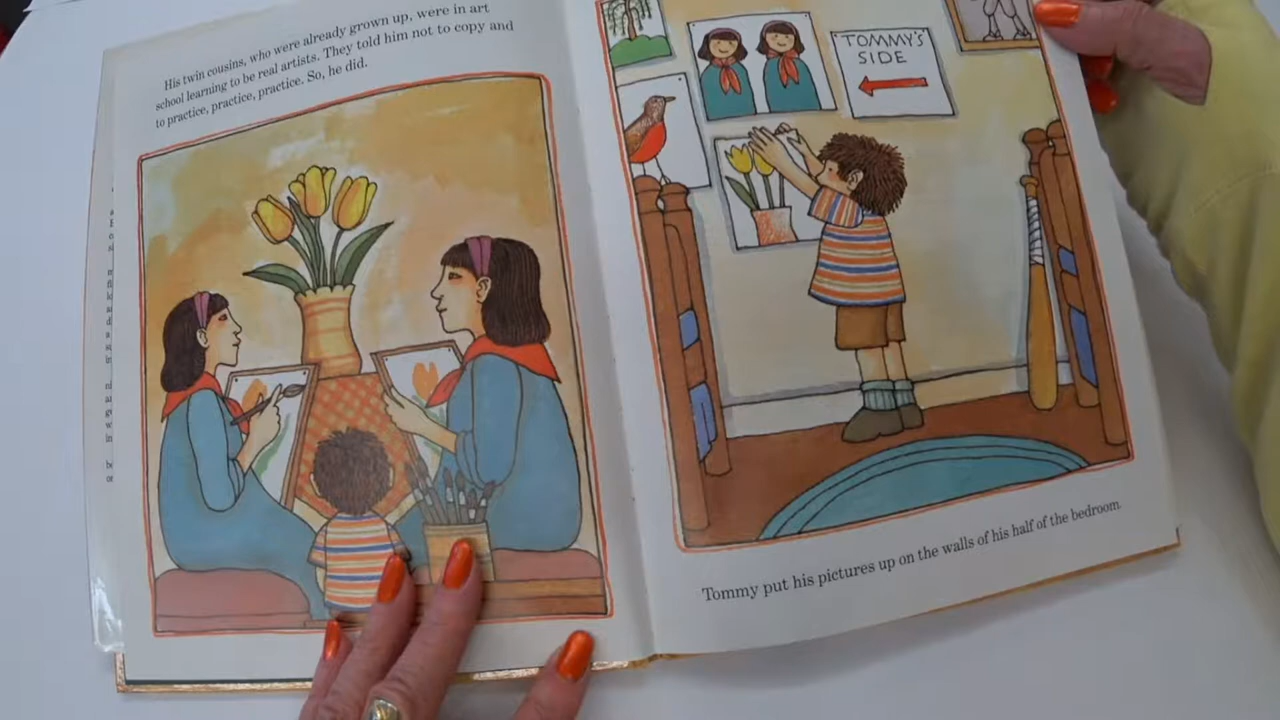 His twin cousins, who were already grown up, were in art
school learning to be real artists. They told him not to copy and
to practice, practice, practice. So, he did.
TOMMY'S
SIDE
Tommy put his pictures up on the walls of his half of the bedroom.